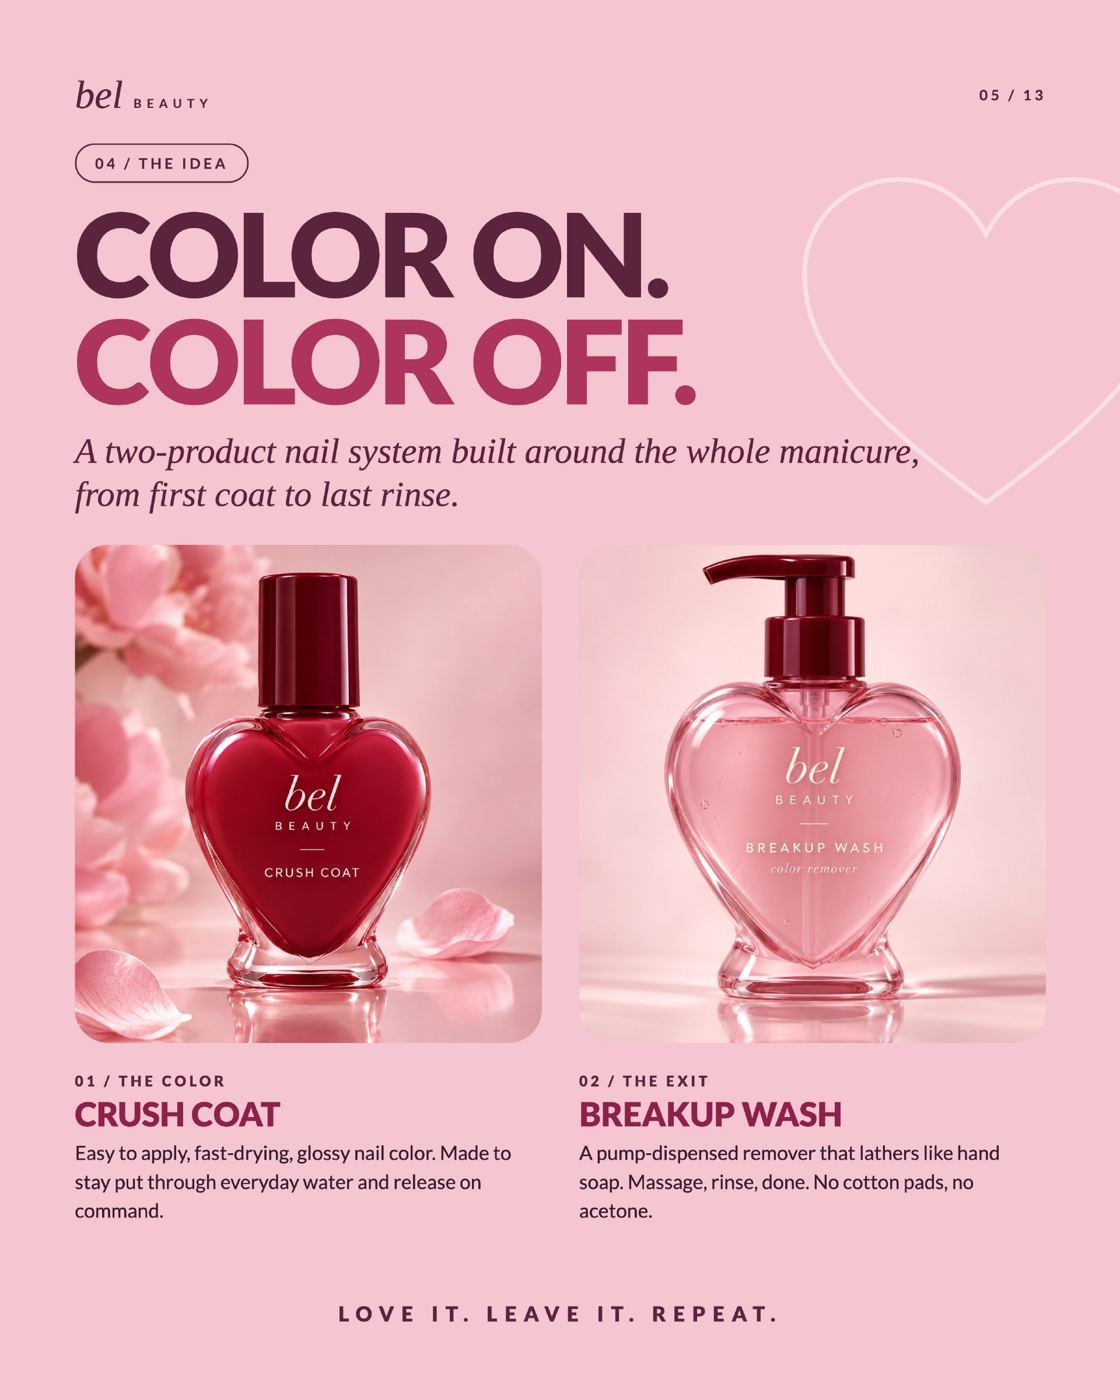 bel BEAUTY
05 / 13
04 / THE IDEA
COLOR ON.
COLOR OFF.
A two-product nail system built around the whole manicure,
from first coat to last rinse.
bel
BEAUTY
CRUSH COAT
bel
BEAUTY
BREAKUP WASH
color remover
01 / THE COLOR
CRUSH COAT
Easy to apply, fast-drying, glossy nail color. Made to
stay put through everyday water and release on
command.
02 / THE EXIT
BREAKUP WASH
A pump-dispensed remover that lathers like hand
soap. Massage, rinse, done. No cotton pads, no
acetone.
LOVE IT. LEAVE IT. REPEAT.